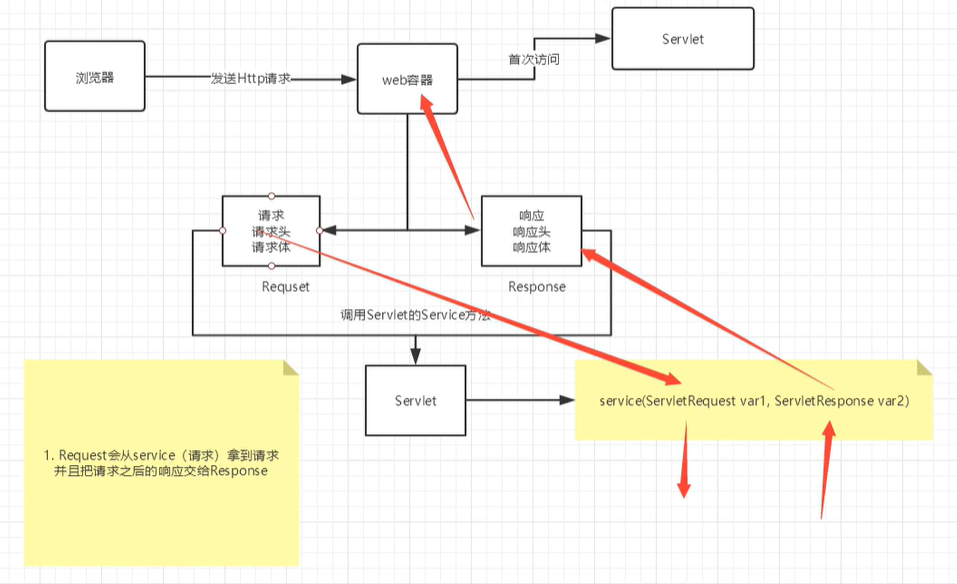 Servlet
首次访问
浏览器
发送Http请求
web容器
请求
请求头
请求体
响应
响应头
响应体
Requset
Response
调用Servlet的Service方法
Servlet
service(ServletRequest var1, ServletResponse var2)
1. Request会从service（请求）拿到请求
并且把请求之后的响应交给Response